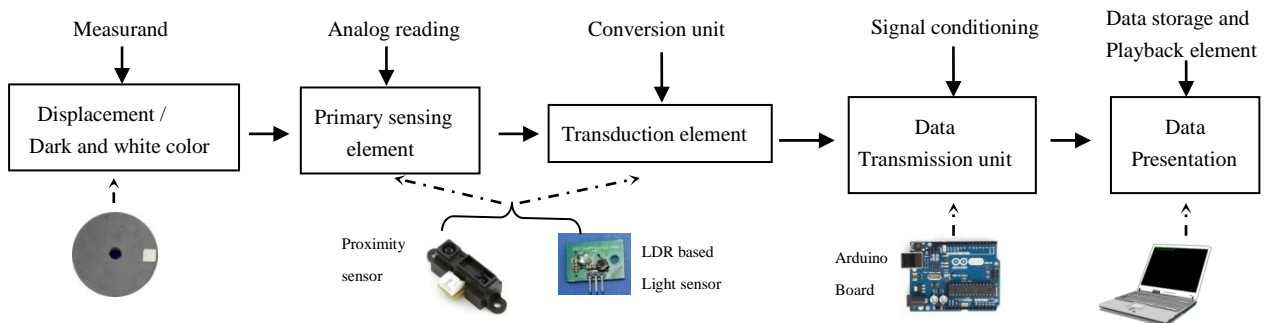 Measurand
Analog reading
Conversion unit
Signal conditioning
Data storage and
Playback element
Displacement /
Dark and white color
Primary sensing
element
Transduction element
Data
Transmission unit
Data
Presentation
Proximity
sensor
LDR based
Light sensor
Arduino
Board